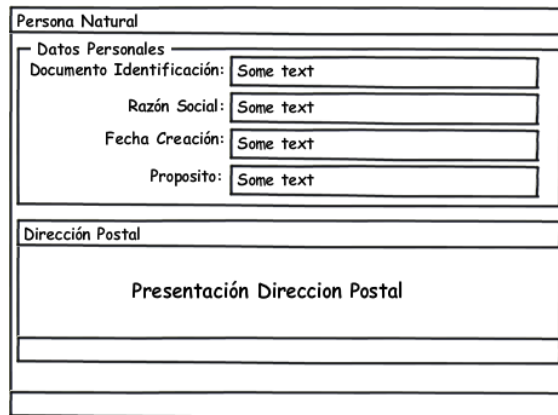 Persona Natural
Datos Personales
Documento Identificación: Some text
Razón Social: Some text
Fecha Creación: Some text
Proposito: Some text
Dirección Postal
Presentación Direccion Postal